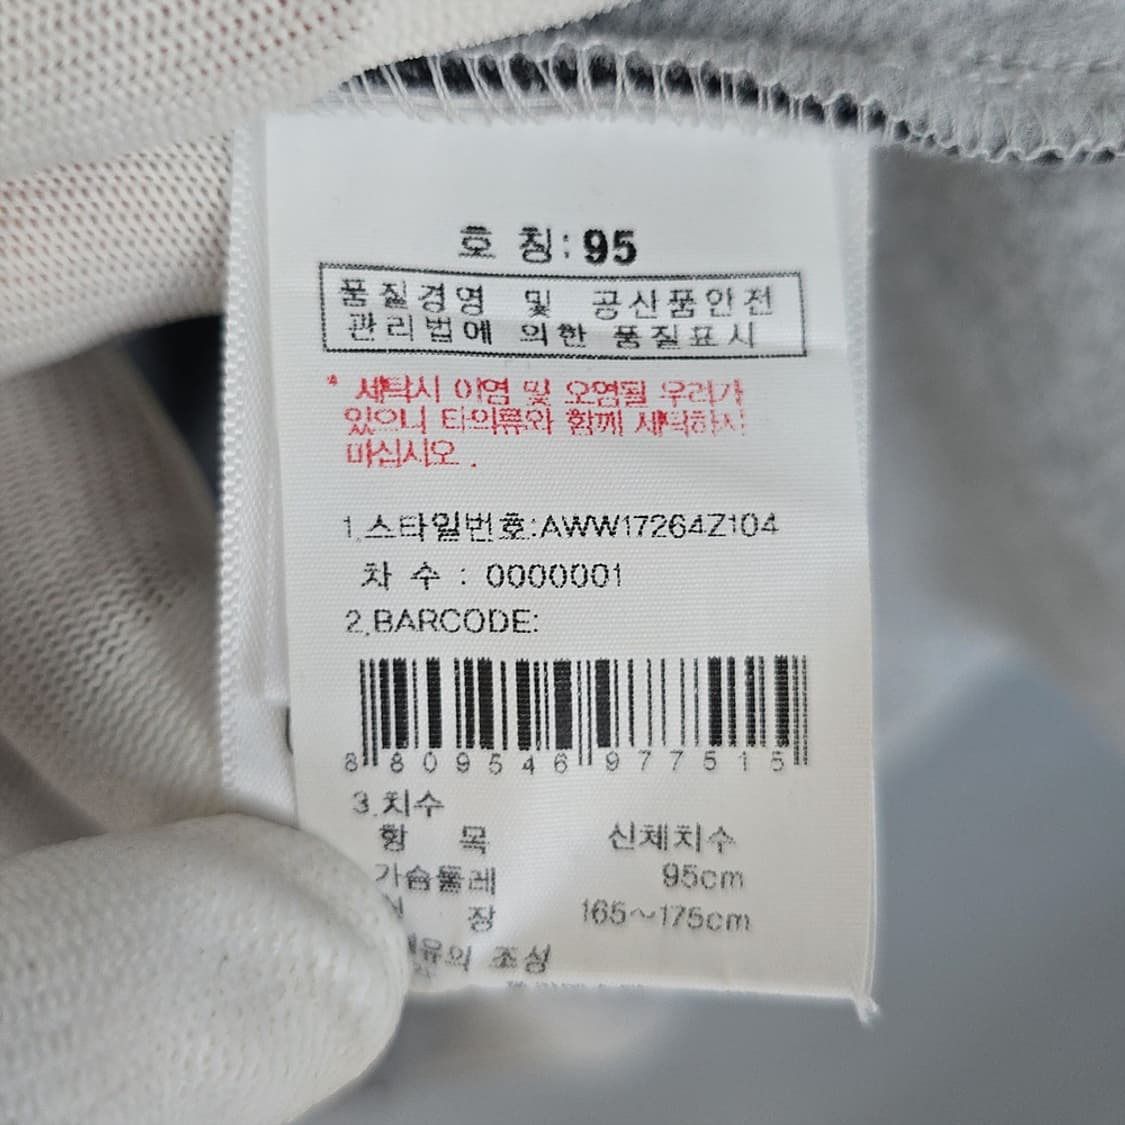 호 칭: 95
품질경영 및 공산품안전
관리법에 의한 품질표시
* 세탁시 이염 및 오염될 우려가
있으니 타의류와 함께 세탁하지
마십시오.
1.스타일번호:AWW17264Z104
차 수 : 0000001
2.BARCODE:
8 809546 977515
3.치수
항 목 신체치수
가슴둘레 95cm
장 165~175cm
조성